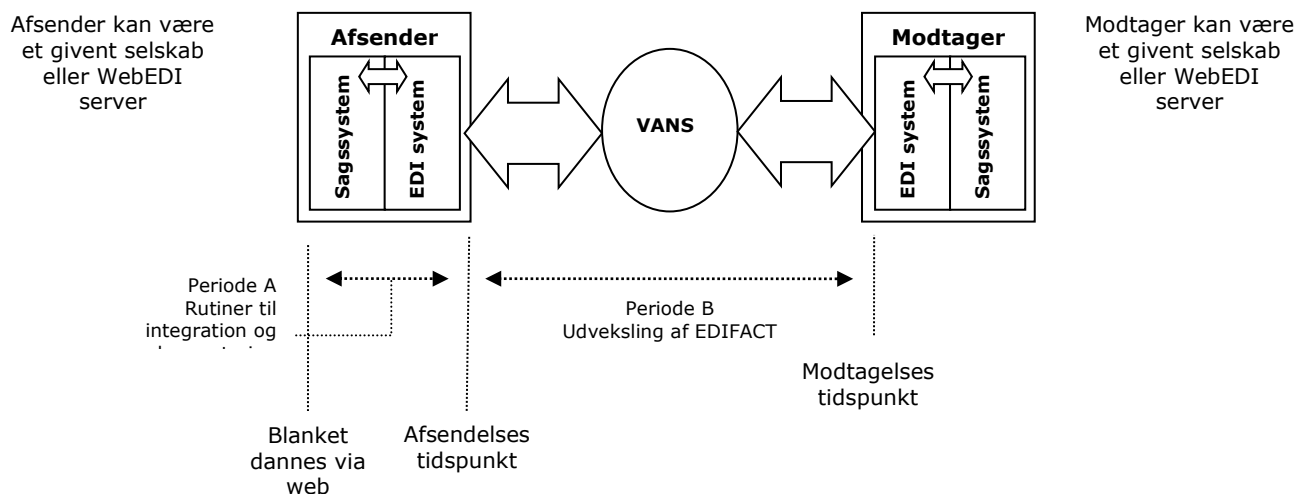 Afsender kan være
et givent selskab
eller WebEDI
server
Afsender
Sagssystem
EDI system
VANS
Modtager
EDI system
Sagssystem
Modtager kan være
et givent selskab
eller WebEDI
server
Periode A
Rutiner til
integration og
Periode B
Udveksling af EDIFACT
Modtagelses
tidspunkt
Blanket
dannes via
web
Afsendelses
tidspunkt